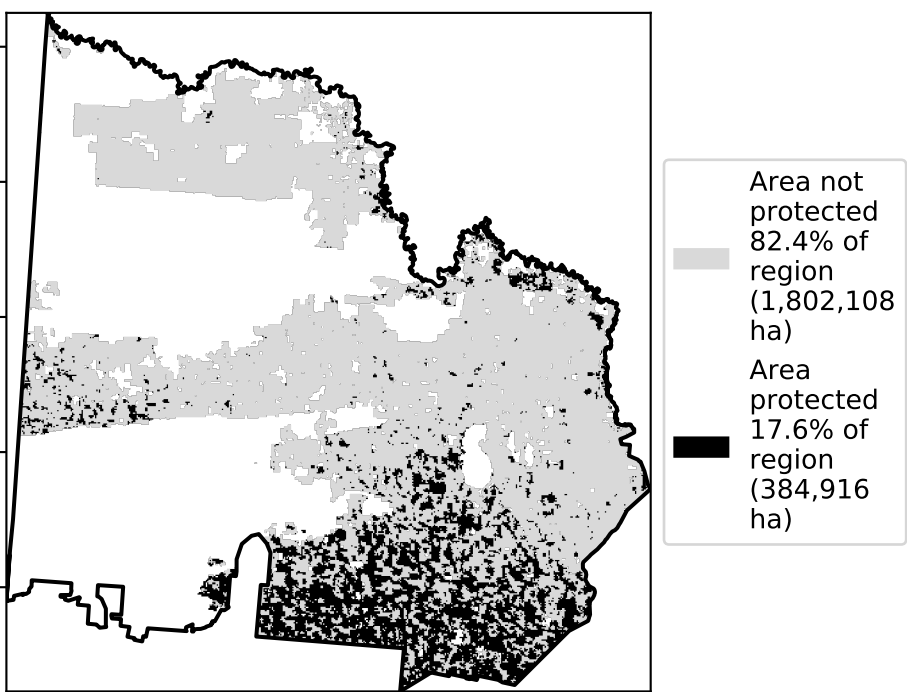 Area not
protected
82.4% of
region
(1,802,108
ha)
Area
protected
17.6% of
region
(384,916
ha)